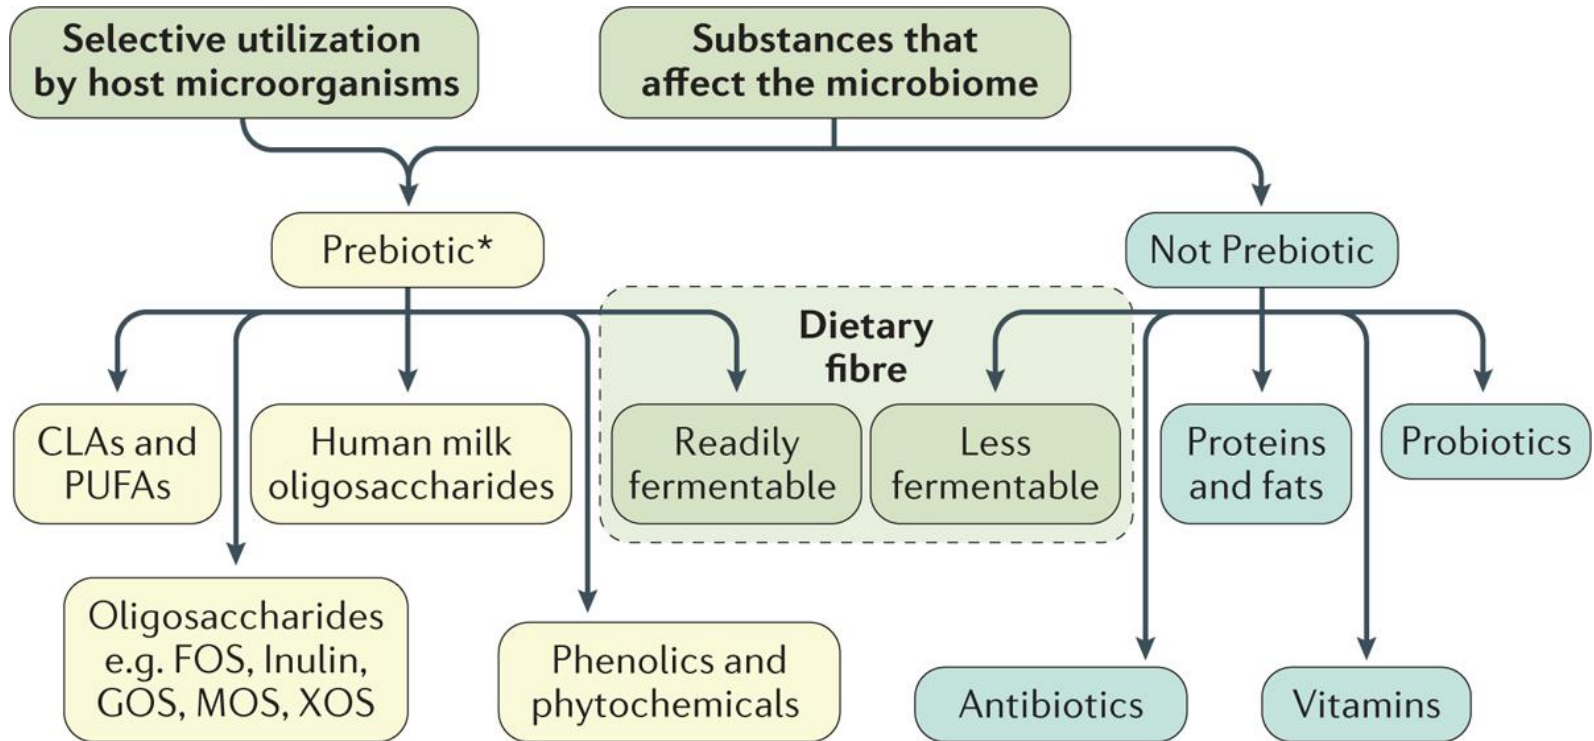 Selective utilization
by host microorganisms
Substances that
affect the microbiome
Prebiotic*
Not Prebiotic
Dietary
fibre
CLAs and
PUFAs
Human milk
oligosaccharides
Readily
fermentable
Less
fermentable
Proteins
and fats
Probiotics
Oligosaccharides
e.g. FOS, Inulin,
GOS, MOS, XOS
Phenolics and
phytochemicals
Antibiotics
Vitamins